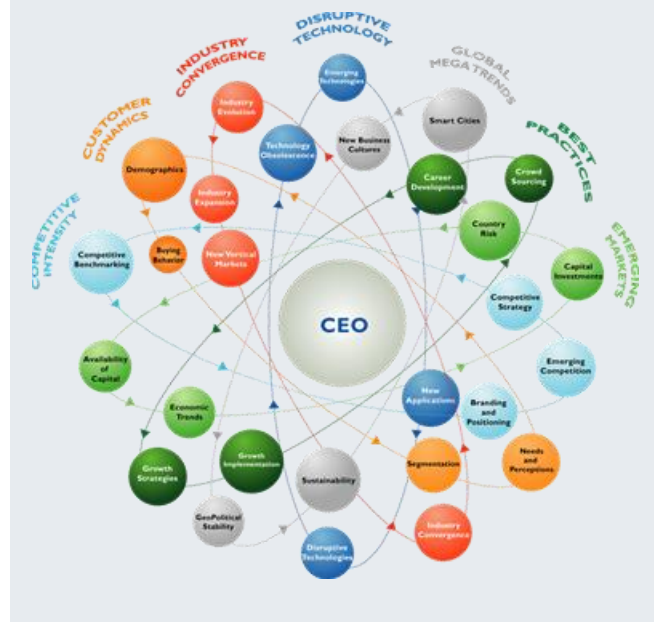 DISRUPTIVE
TECHNOLOGY
INDUSTRY
CONVERGENCE
GLOBAL
MEGA TRENDS
CUSTOMER
DYNAMICS
BEST
PRACTICES
COMPETITIVE
INTENSITY
EMERGING
MARKETS
Emerging
Technologies
Industry
Evolution
Smart Cities
Technology
Obselearence
New Business
Cultures
Demographics
Career
Development
Crowd
Sourcing
Industry
Expansion
Country
Risk
Competitive
Benchmarking
Buying
Behavior
New Vertical
Markets
Capital
Investments
Competitive
Strategy
CEO
Availability
of
Capital
Emerging
Competition
Economic
Trends
New
Applications
Branding
and
Positioning
Growth
Strategies
Growth
Implementation
Sustainability
Segmentation
Needs
and
Perceptions
GeoPolitical
Stability
Disruptive
Technologies
Industry
Convergence